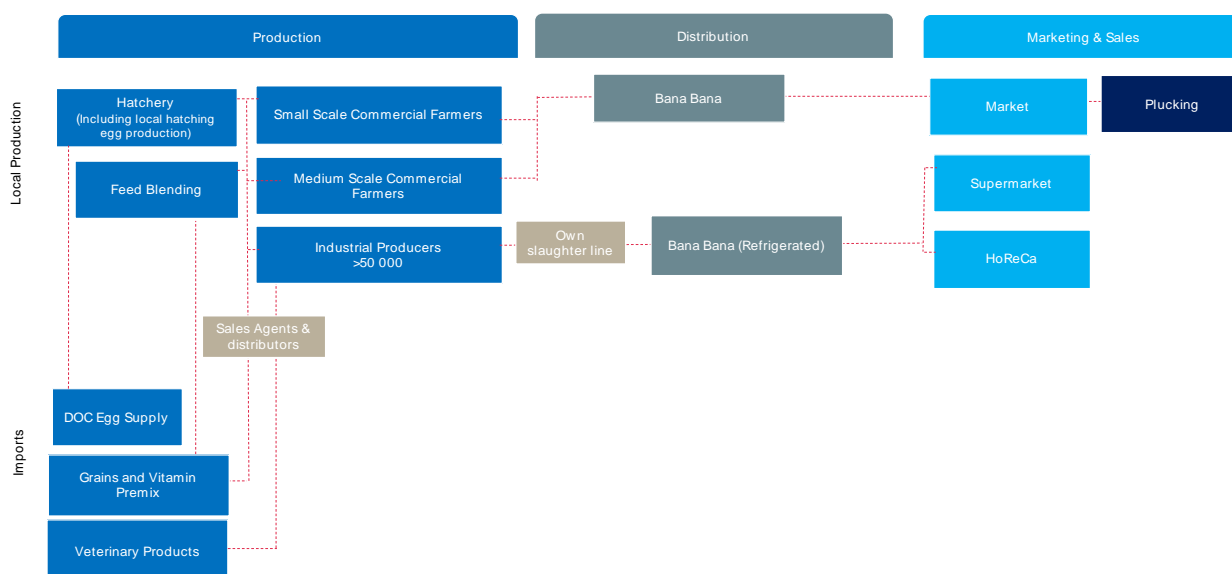 Production
Distribution
Marketing & Sales
Local Production
Hatchery
(Including local hatching
egg production)
Small Scale Commercial Farmers
Bana Bana
Market
Plucking
Feed Blending
Medium Scale Commercial
Farmers
Supermarket
Industrial Producers
>50 000
Own
slaughter line
Bana Bana (Refrigerated)
HoReCa
Sales Agents &
distributors
Imports
DOC Egg Supply
Grains and Vitamin
Premix
Veterinary Products